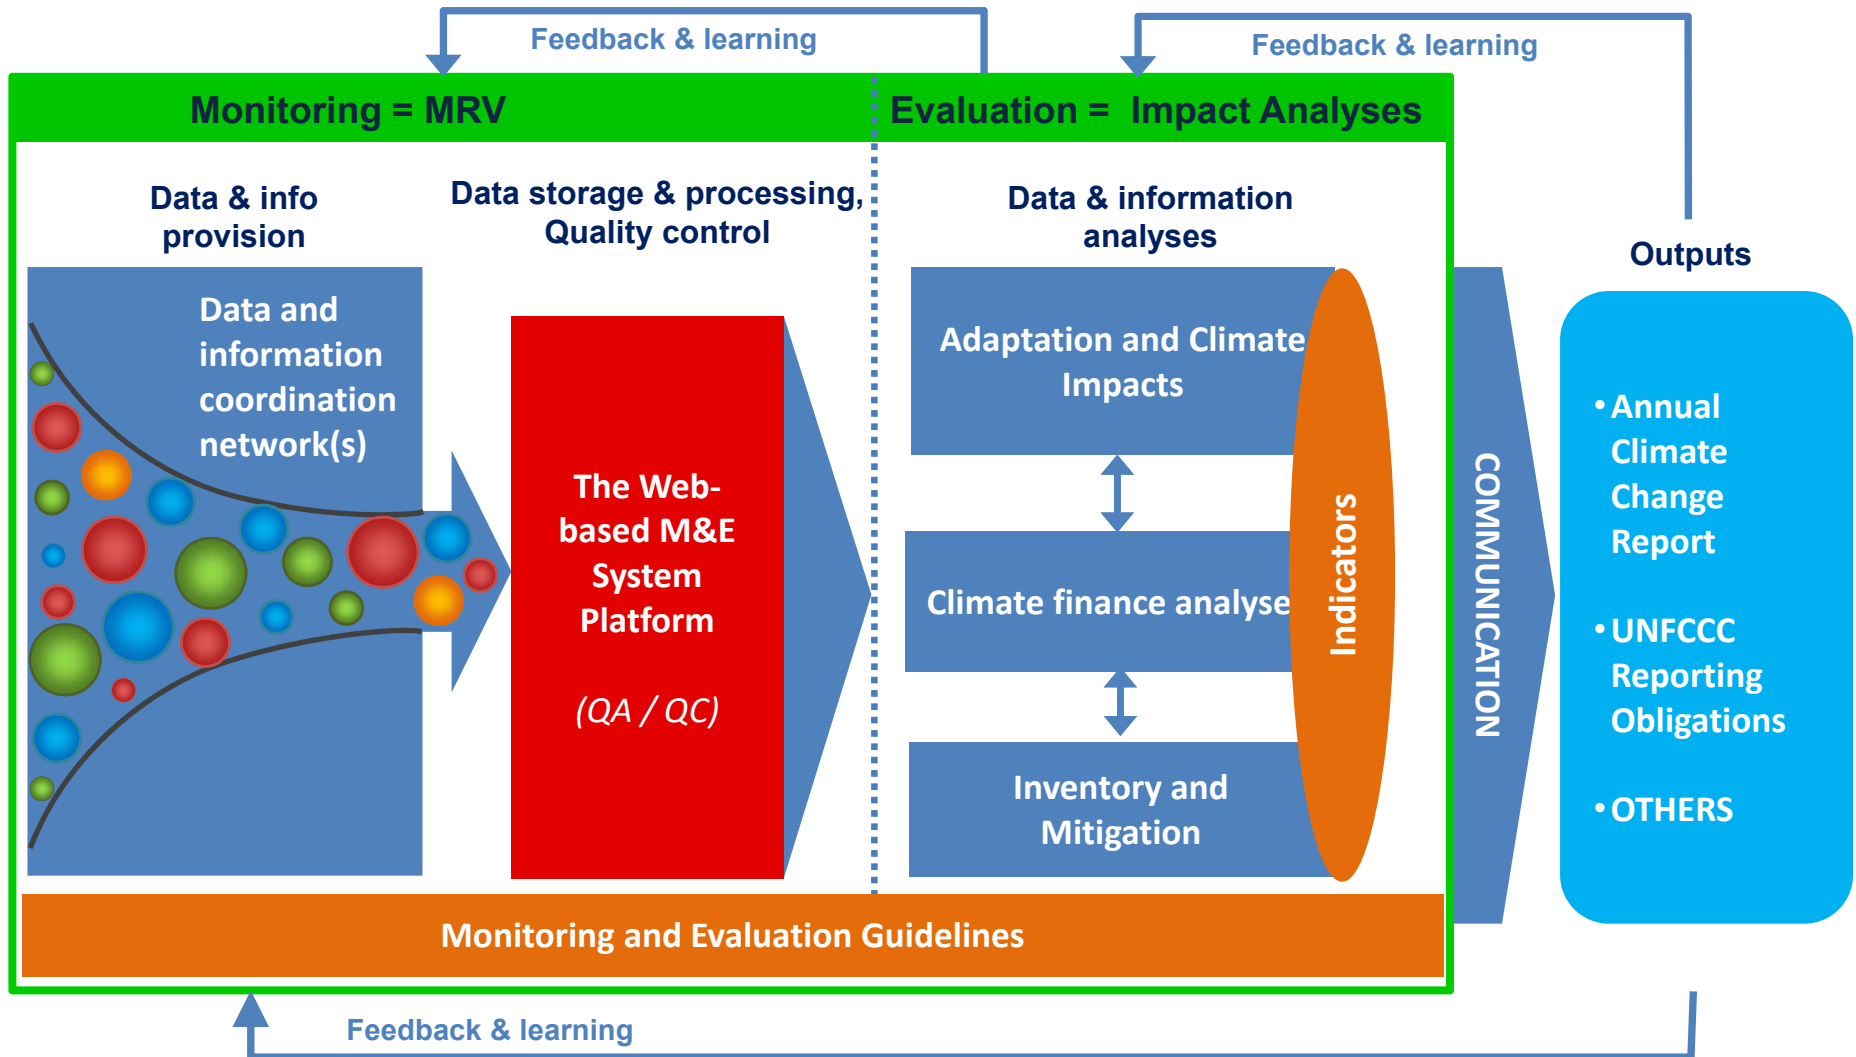 Feedback & learning
Feedback & learning
Monitoring = MRV
Evaluation = Impact Analyses
Data & info
provision
Data storage & processing,
Quality control
Data & information
analyses
Outputs
Data and
information
coordination
network(s)
The Web-
based M&E
System
Platform
(QA / QC)
Adaptation and Climate
Impacts
Climate finance analyse
Inventory and
Mitigation
Indicators
COMMUNICATION
• Annual
Climate
Change
Report
• UNFCCC
Reporting
Obligations
• OTHERS
Monitoring and Evaluation Guidelines
Feedback & learning